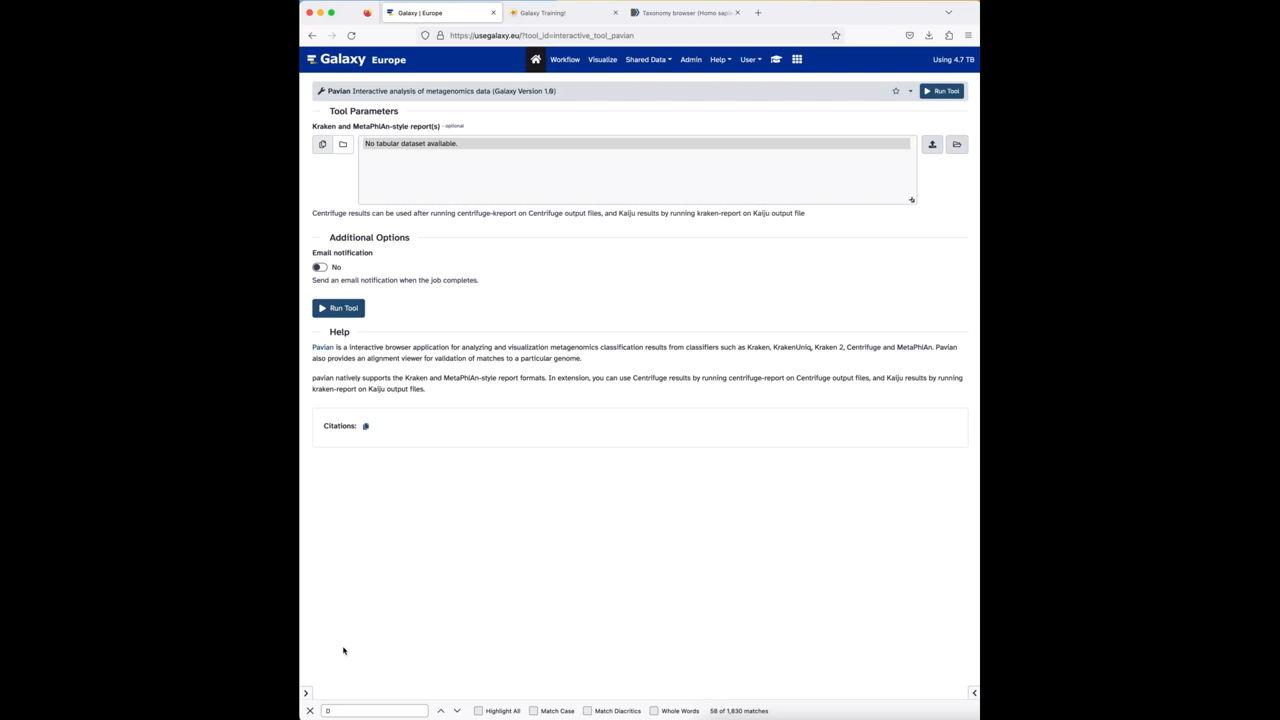 Galaxy | Europe
Galaxy Training!
Taxonomy browser (Homo sapi
https://usegalaxy.eu/?tool_id=interactive_tool_pavian
Galaxy Europe
Workflow Visualize Shared Data Admin Help User
Using 4.7 TB
Pavian Interactive analysis of metagenomics data (Galaxy Version 1.0)
Run Tool
Tool Parameters
Kraken and MetaPhlAn-style report(s) - optional
No tabular dataset available.
Centrifuge results can be used after running centrifuge-kreport on Centrifuge output files, and Kaiju results by running kraken-report on Kaiju output file
Additional Options
Email notification
No
Send an email notification when the job completes.
Run Tool
Help
Pavian is a interactive browser application for analyzing and visualization metagenomics classification results from classifiers such as Kraken, KrakenUniq, Kraken 2, Centrifuge and MetaPhlAn. Pavian
also provides an alignment viewer for validation of matches to a particular genome.
pavian natively supports the Kraken and MetaPhlAn-style report formats. In extension, you can use Centrifuge results by running centrifuge-report on Centrifuge output files, and Kaiju results by running
kraken-report on Kaiju output files.
Citations:
D
Highlight All Match Case Match Diacritics Whole Words 58 of 1,830 matches